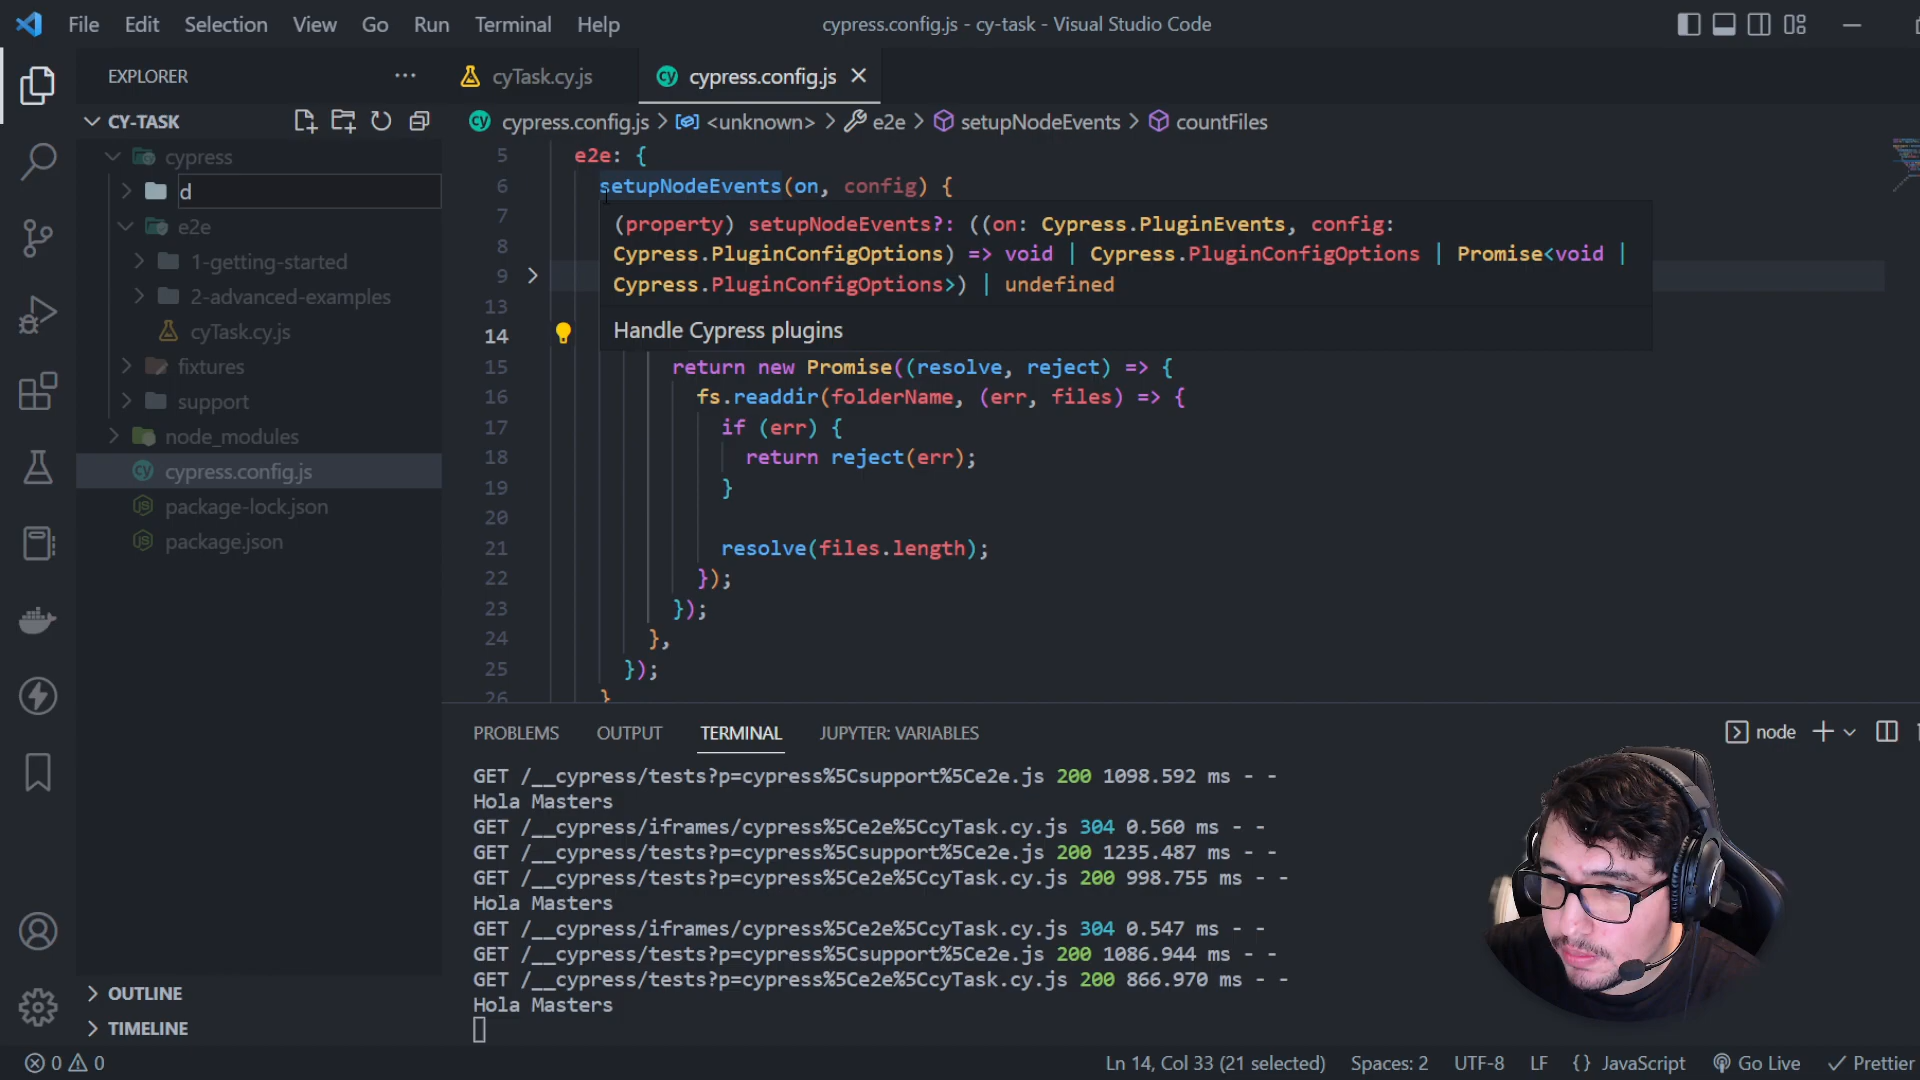 File Edit Selection View Go Run Terminal Help
cypress.config.js - cy-task - Visual Studio Code
EXPLORER
CY-TASK
cypress
d
e2e
1-getting-started
2-advanced-examples
cyTask.cy.js
fixtures
support
node_modules
cypress.config.js
package-lock.json
package.json
OUTLINE
TIMELINE
cyTask.cy.js
cypress.config.js
cypress.config.js > <unknown> > e2e > setupNodeEvents > countFiles
5 e2e: {
6 setupNodeEvents(on, config) {
7
8
9
13
14
(property) setupNodeEvents?: ((on: Cypress.PluginEvents, config:
Cypress.PluginConfigOptions) => void | Cypress.PluginConfigOptions | Promise<void |
Cypress.PluginConfigOptions>) | undefined
Handle Cypress plugins
15 return new Promise((resolve, reject) => {
16 fs.readdir(folderName, (err, files) => {
17 if (err) {
18 return reject(err);
19 }
20
21 resolve(files.length);
22 });
23 });
24 },
25 });
26 }
PROBLEMS OUTPUT TERMINAL JUPYTER: VARIABLES
node
GET /__cypress/tests?p=cypress%5Csupport%5Ce2e.js 200 1098.592 ms - -
Hola Masters
GET /__cypress/iframes/cypress%5Ce2e%5CcyTask.cy.js 304 0.560 ms - -
GET /__cypress/tests?p=cypress%5Csupport%5Ce2e.js 200 1235.487 ms - -
GET /__cypress/tests?p=cypress%5Ce2e%5CcyTask.cy.js 200 998.755 ms - -
Hola Masters
GET /__cypress/iframes/cypress%5Ce2e%5CcyTask.cy.js 304 0.547 ms - -
GET /__cypress/tests?p=cypress%5Csupport%5Ce2e.js 200 1086.944 ms - -
GET /__cypress/tests?p=cypress%5Ce2e%5CcyTask.cy.js 200 866.970 ms - -
Hola Masters
0 0
Ln 14, Col 33 (21 selected) Spaces: 2 UTF-8 LF {} JavaScript Go Live Prettier